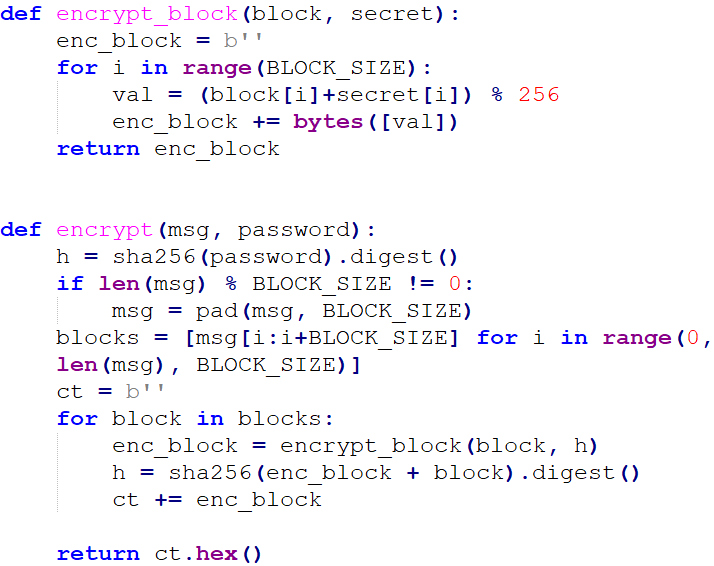 def encrypt_block(block, secret):
    enc_block = b''
    for i in range(BLOCK_SIZE):
        val = (block[i]+secret[i]) % 256
        enc_block += bytes([val])
    return enc_block


def encrypt(msg, password):
    h = sha256(password).digest()
    if len(msg) % BLOCK_SIZE != 0:
        msg = pad(msg, BLOCK_SIZE)
    blocks = [msg[i:i+BLOCK_SIZE] for i in range(0,
    len(msg), BLOCK_SIZE)]
    ct = b''
    for block in blocks:
        enc_block = encrypt_block(block, h)
        h = sha256(enc_block + block).digest()
        ct += enc_block

    return ct.hex()